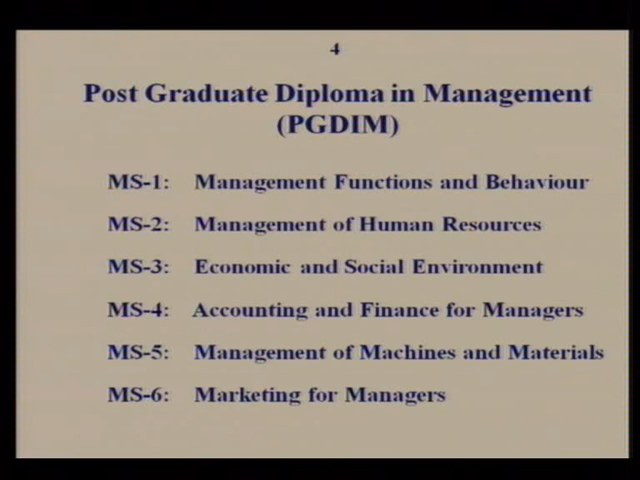 4
Post Graduate Diploma in Management
(PGDIM)
MS-1: Management Functions and Behaviour
MS-2: Management of Human Resources
MS-3: Economic and Social Environment
MS-4: Accounting and Finance for Managers
MS-5: Management of Machines and Materials
MS-6: Marketing for Managers